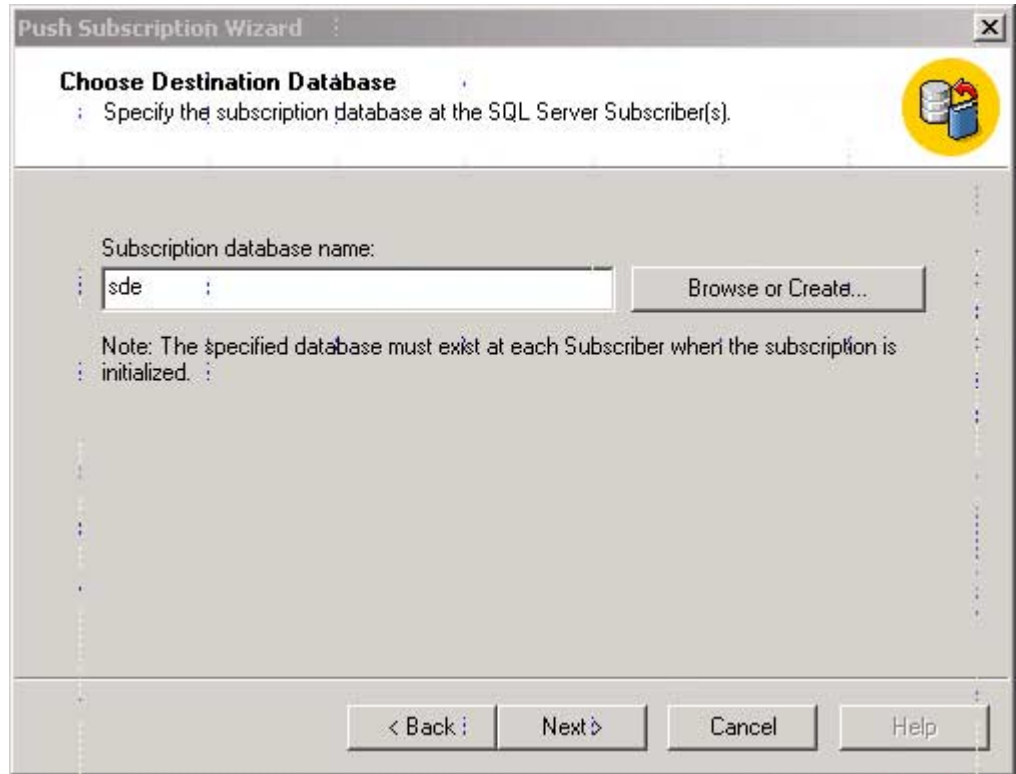 Push Subscription Wizard
Choose Destination Database
Specify the subscription database at the SQL Server Subscriber(s).
Subscription database name:
sde
Browse or Create...
Note: The specified database must exist at each Subscriber when the subscription is
initialized.
< Back
Next >
Cancel
Help